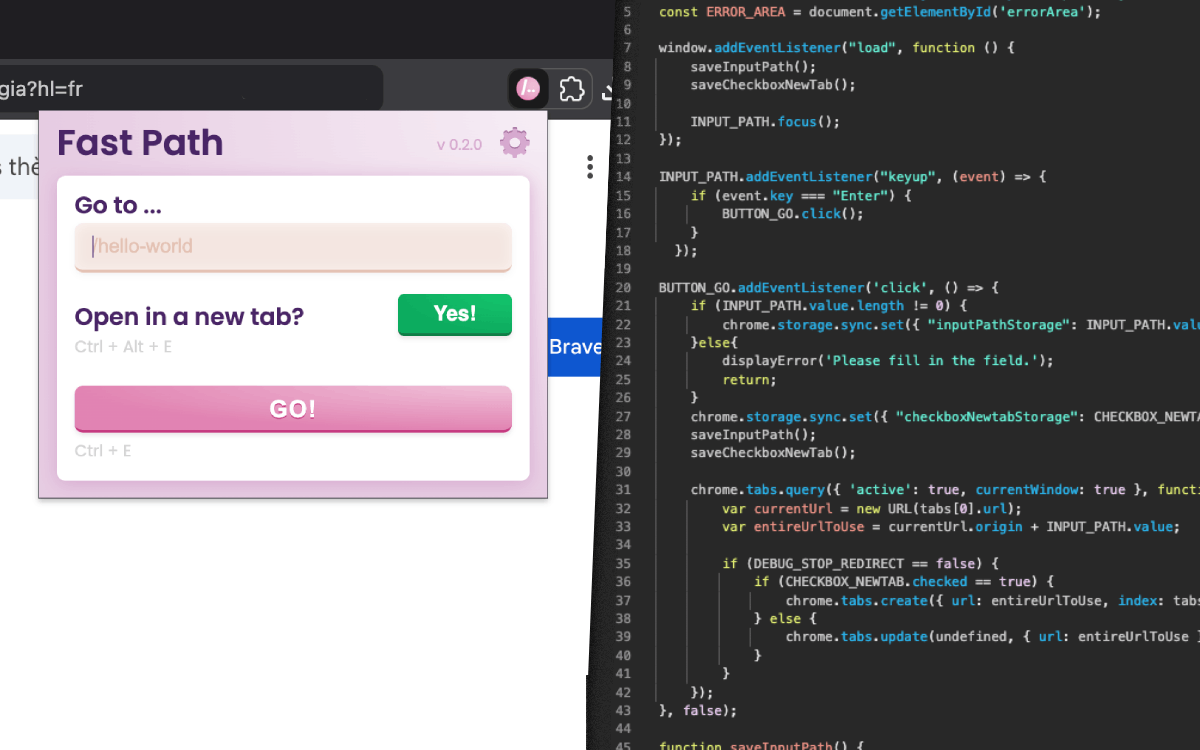 gia?hl=fr
/..
Fast Path
v 0.2.0
s thè
Go to ...
/hello-world
Open in a new tab?
Yes!
Ctrl + Alt + E
Brave
GO!
Ctrl + E
5 const ERROR_AREA = document.getElementById('errorArea');
6
7 window.addEventListener("load", function () {
8 saveInputPath();
9 saveCheckboxNewTab();
10
11 INPUT_PATH.focus();
12 });
13
14 INPUT_PATH.addEventListener("keyup", (event) => {
15 if (event.key === "Enter") {
16 BUTTON_GO.click();
17 }
18 });
19
20 BUTTON_GO.addEventListener('click', () => {
21 if (INPUT_PATH.value.length != 0) {
22 chrome.storage.sync.set({ "inputPathStorage": INPUT_PATH.valu
23 }else{
24 displayError('Please fill in the field.');
25 return;
26 }
27 chrome.storage.sync.set({ "checkboxNewtabStorage": CHECKBOX_NEWTA
28 saveInputPath();
29 saveCheckboxNewTab();
30
31 chrome.tabs.query({ 'active': true, currentWindow: true }, functi
32 var currentUrl = new URL(tabs[0].url);
33 var entireUrlToUse = currentUrl.origin + INPUT_PATH.value;
34
35 if (DEBUG_STOP_REDIRECT == false) {
36 if (CHECKBOX_NEWTAB.checked == true) {
37 chrome.tabs.create({ url: entireUrlToUse, index: tabs
38 } else {
39 chrome.tabs.update(undefined, { url: entireUrlToUse }
40 }
41 }
42 });
43 }, false);
44
45 function saveInputPath() {